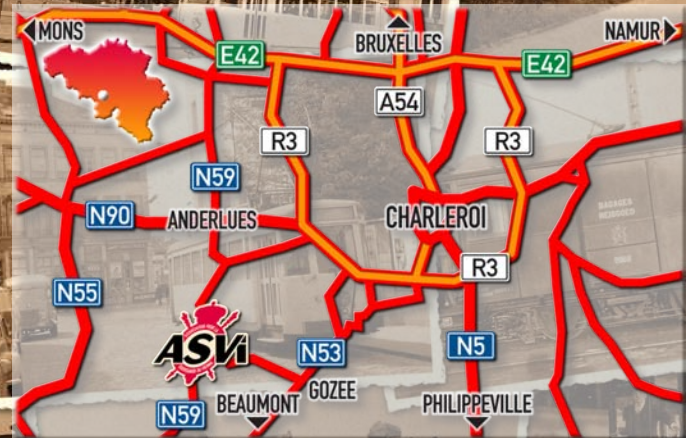 MONS
BRUXELLES
NAMUR
E42
E42
A54
R3
R3
N59
N90
ANDERLUES
CHARLEROI
R3
N55
ASVi
N53
N5
GOZEE
N59
BEAUMONT
PHILIPPEVILLE